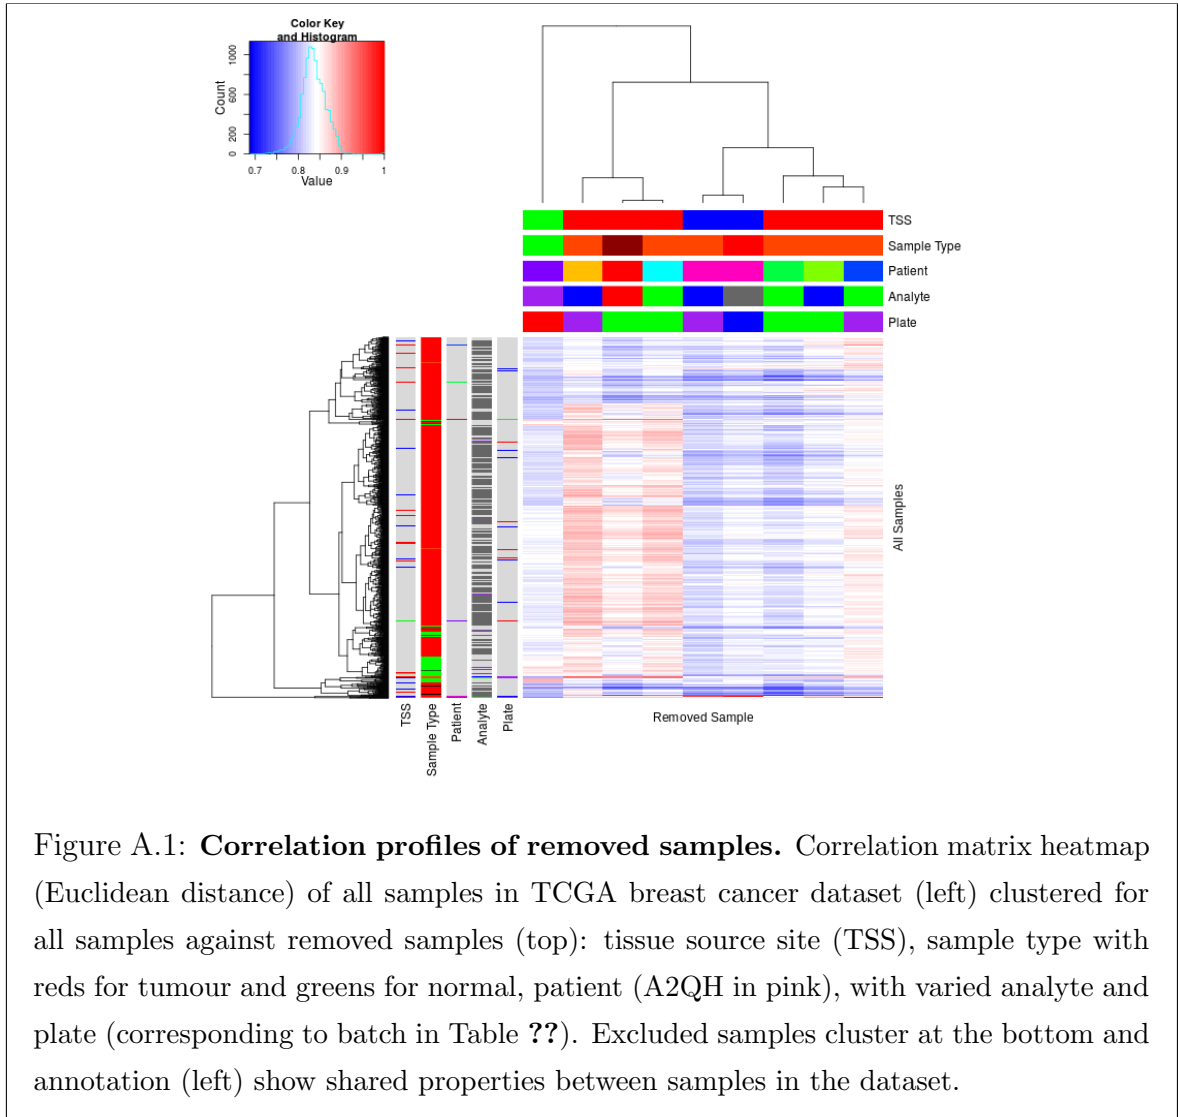 Color Key
and Histogram
Count
0
200
600
1000
0.7
0.8
0.9
1
Value
TSS
Sample Type
Patient
Analyte
Plate
All Samples
TSS
Sample Type
Patient
Analyte
Plate
Removed Sample
Figure A.1: Correlation profiles of removed samples. Correlation matrix heatmap
(Euclidean distance) of all samples in TCGA breast cancer dataset (left) clustered for
all samples against removed samples (top): tissue source site (TSS), sample type with
reds for tumour and greens for normal, patient (A2QH in pink), with varied analyte and
plate (corresponding to batch in Table ??). Excluded samples cluster at the bottom and
annotation (left) show shared properties between samples in the dataset.